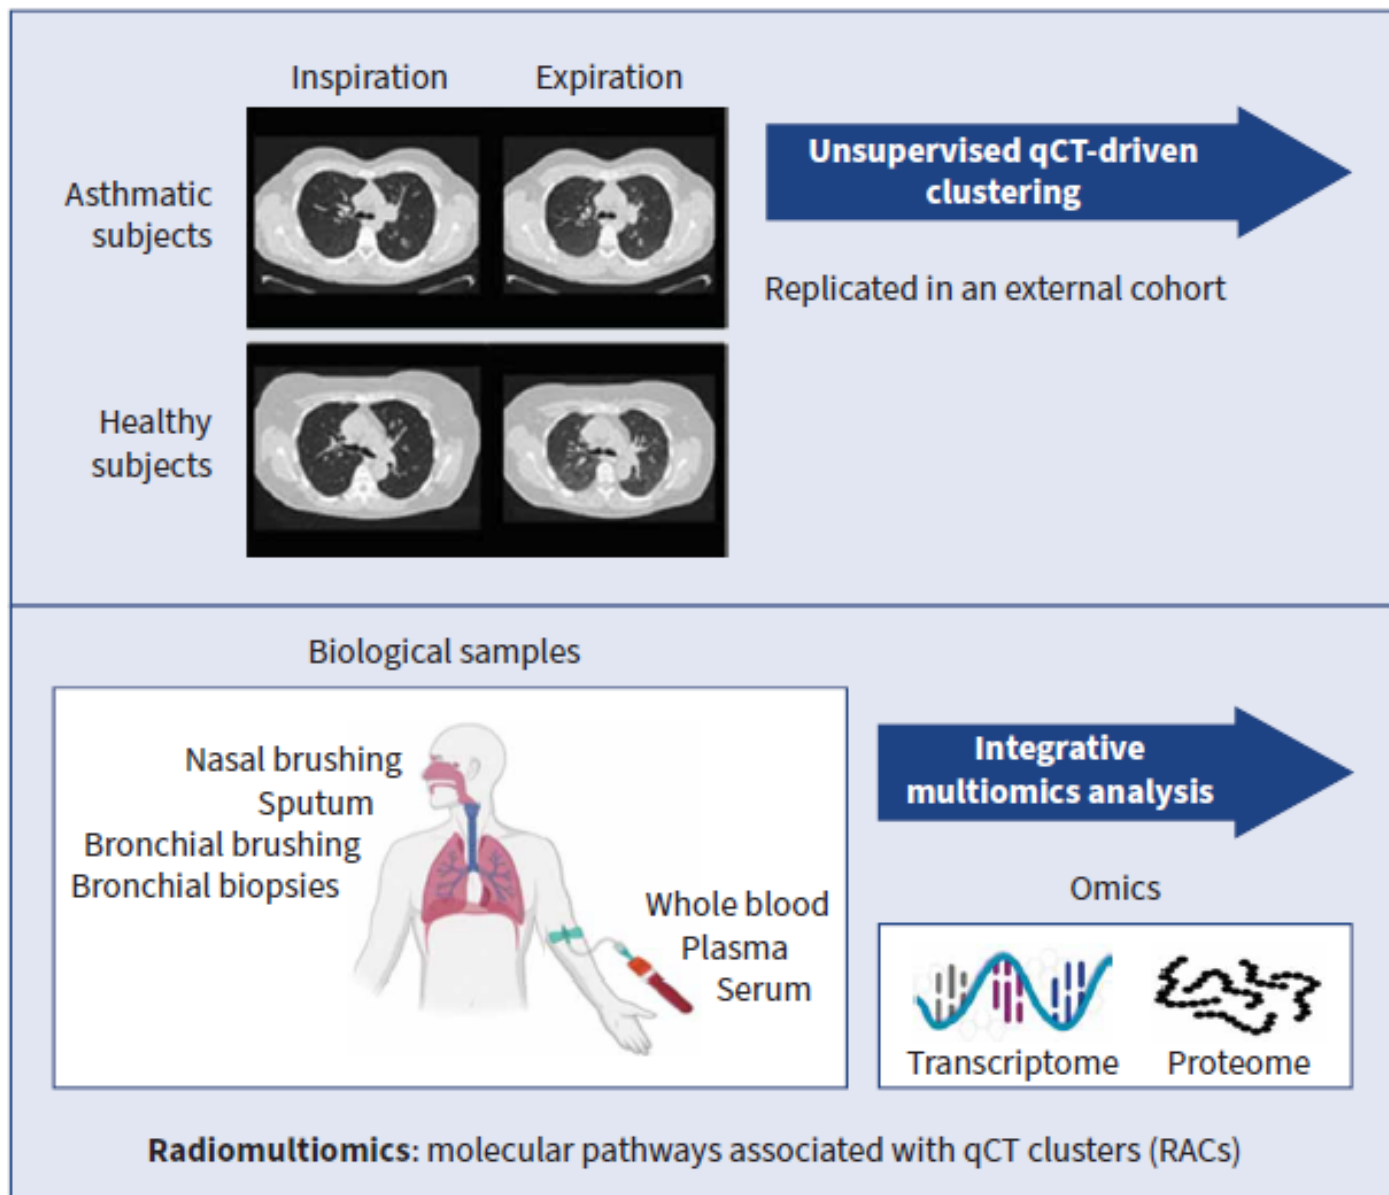 Inspiration
Expiration
Asthmatic
subjects
Unsupervised qCT-driven
clustering
Replicated in an external cohort
Healthy
subjects
Biological samples
Nasal brushing
Sputum
Bronchial brushing
Bronchial biopsies
Whole blood
Plasma
Serum
Integrative
multiomics analysis
Omics
Transcriptome
Proteome
Radiomultiomics: molecular pathways associated with qCT clusters (RACs)